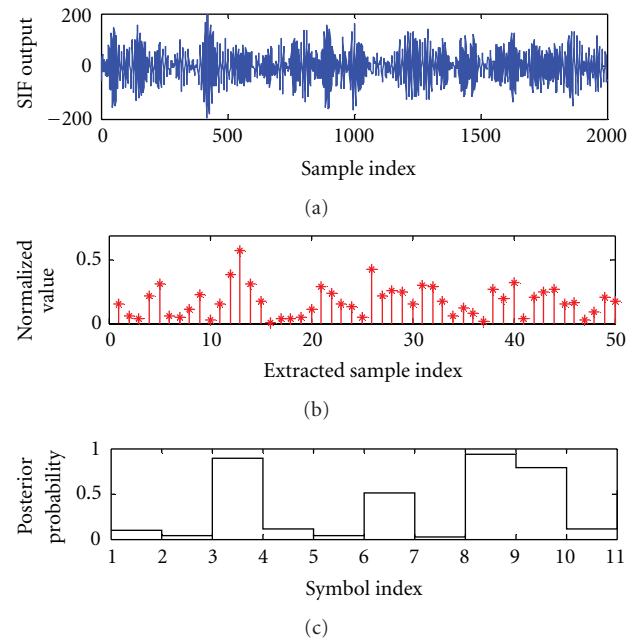 200
0
−200
SIF output
0 500 1000 1500 2000
Sample index
(a)
0.5
0
Normalized
value
0 10 20 30 40 50
Extracted sample index
(b)
1
0.5
0
Posterior
probability
1 2 3 4 5 6 7 8 9 10 11
Symbol index
(c)